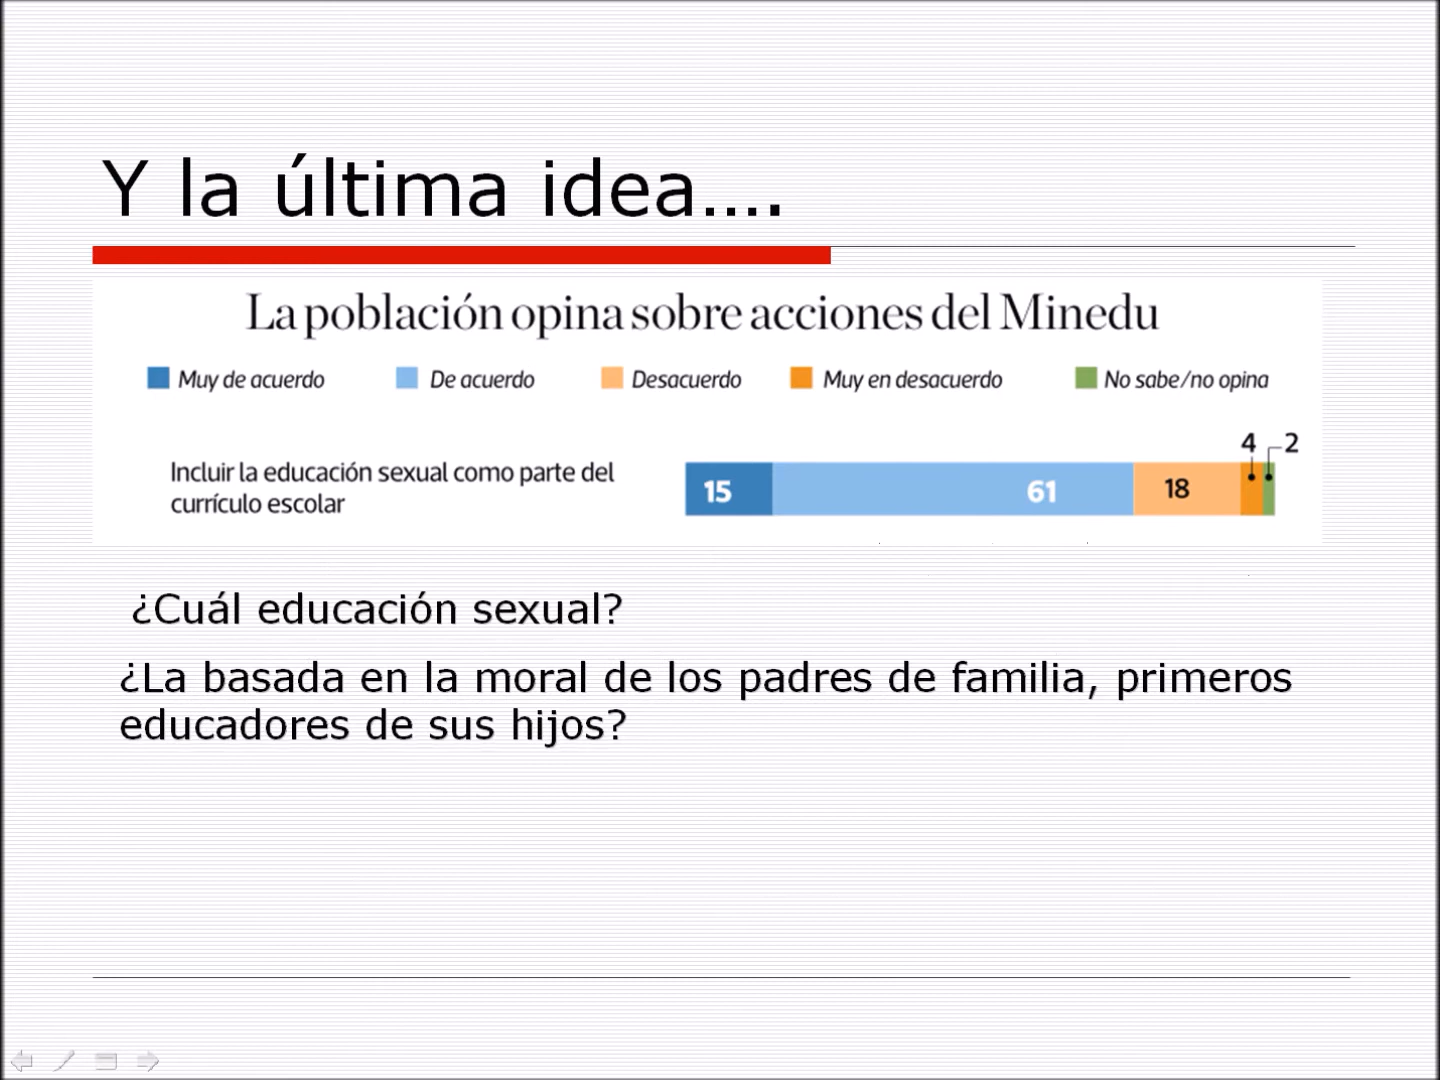 Y la última idea....
La población opina sobre acciones del Minedu
Muy de acuerdo De acuerdo Desacuerdo Muy en desacuerdo No sabe/no opina
4 2
Incluir la educación sexual como parte del
currículo escolar
15 61 18
¿Cuál educación sexual?
¿La basada en la moral de los padres de familia, primeros
educadores de sus hijos?